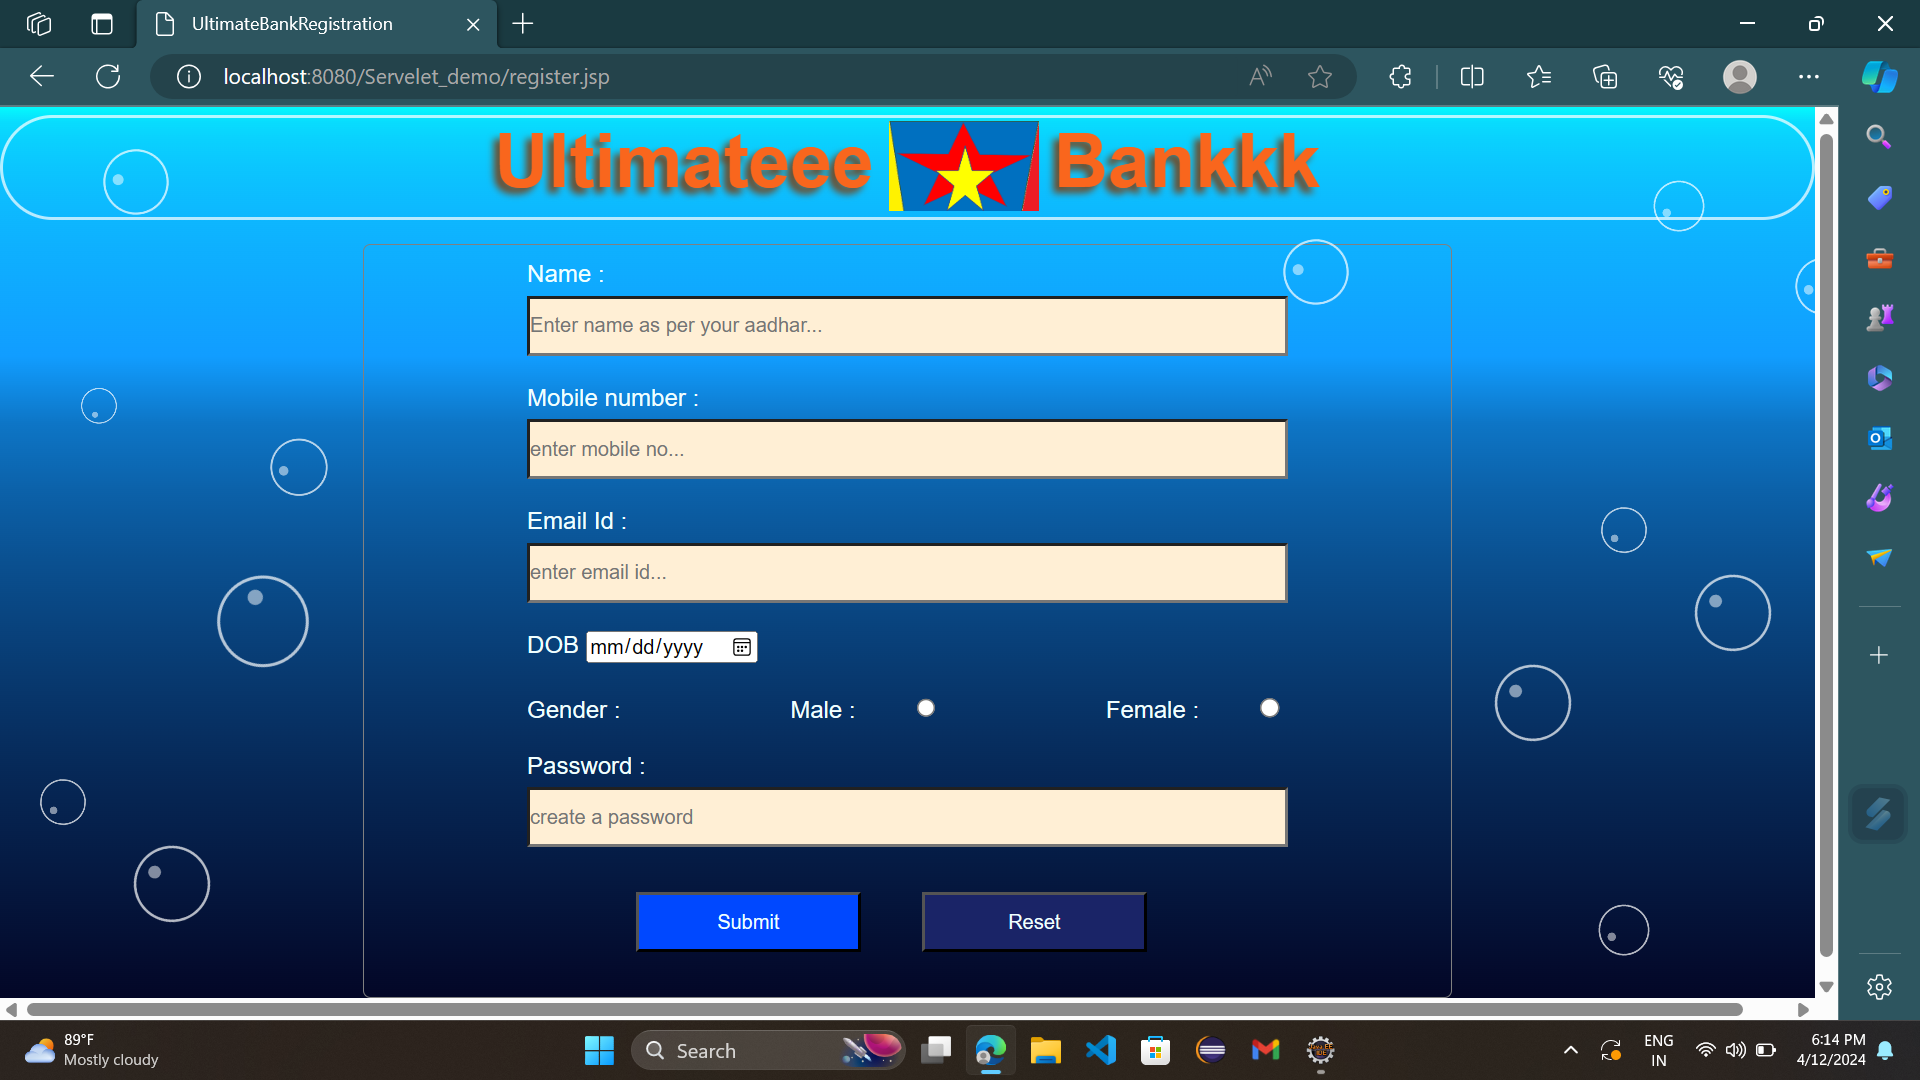 UltimateBankRegistration
localhost:8080/Servelet_demo/register.jsp
Ultimateee Bankkk
Name :
Enter name as per your aadhar...
Mobile number :
enter mobile no...
Email Id :
enter email id...
DOB mm/dd/yyyy
Gender : Male : Female :
Password :
create a password
Submit Reset
89°F
Mostly cloudy
Search
ENG
IN
6:14 PM
4/12/2024